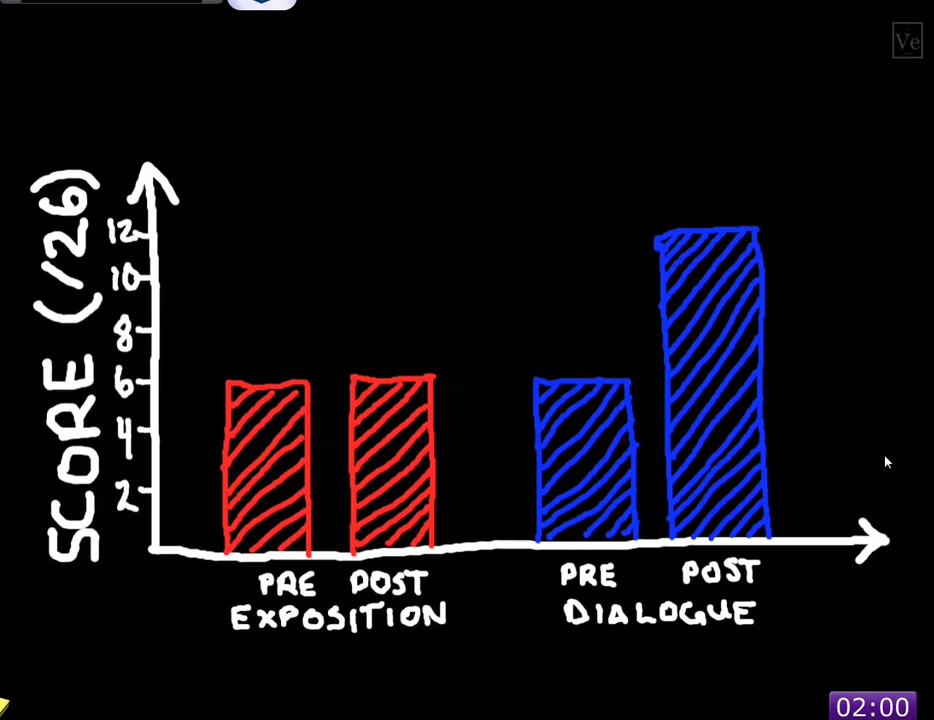 Ve
SCORE (/26)
12
10
8
6
4
2
PRE POST
EXPOSITION
PRE POST
DIALOGUE
02:00